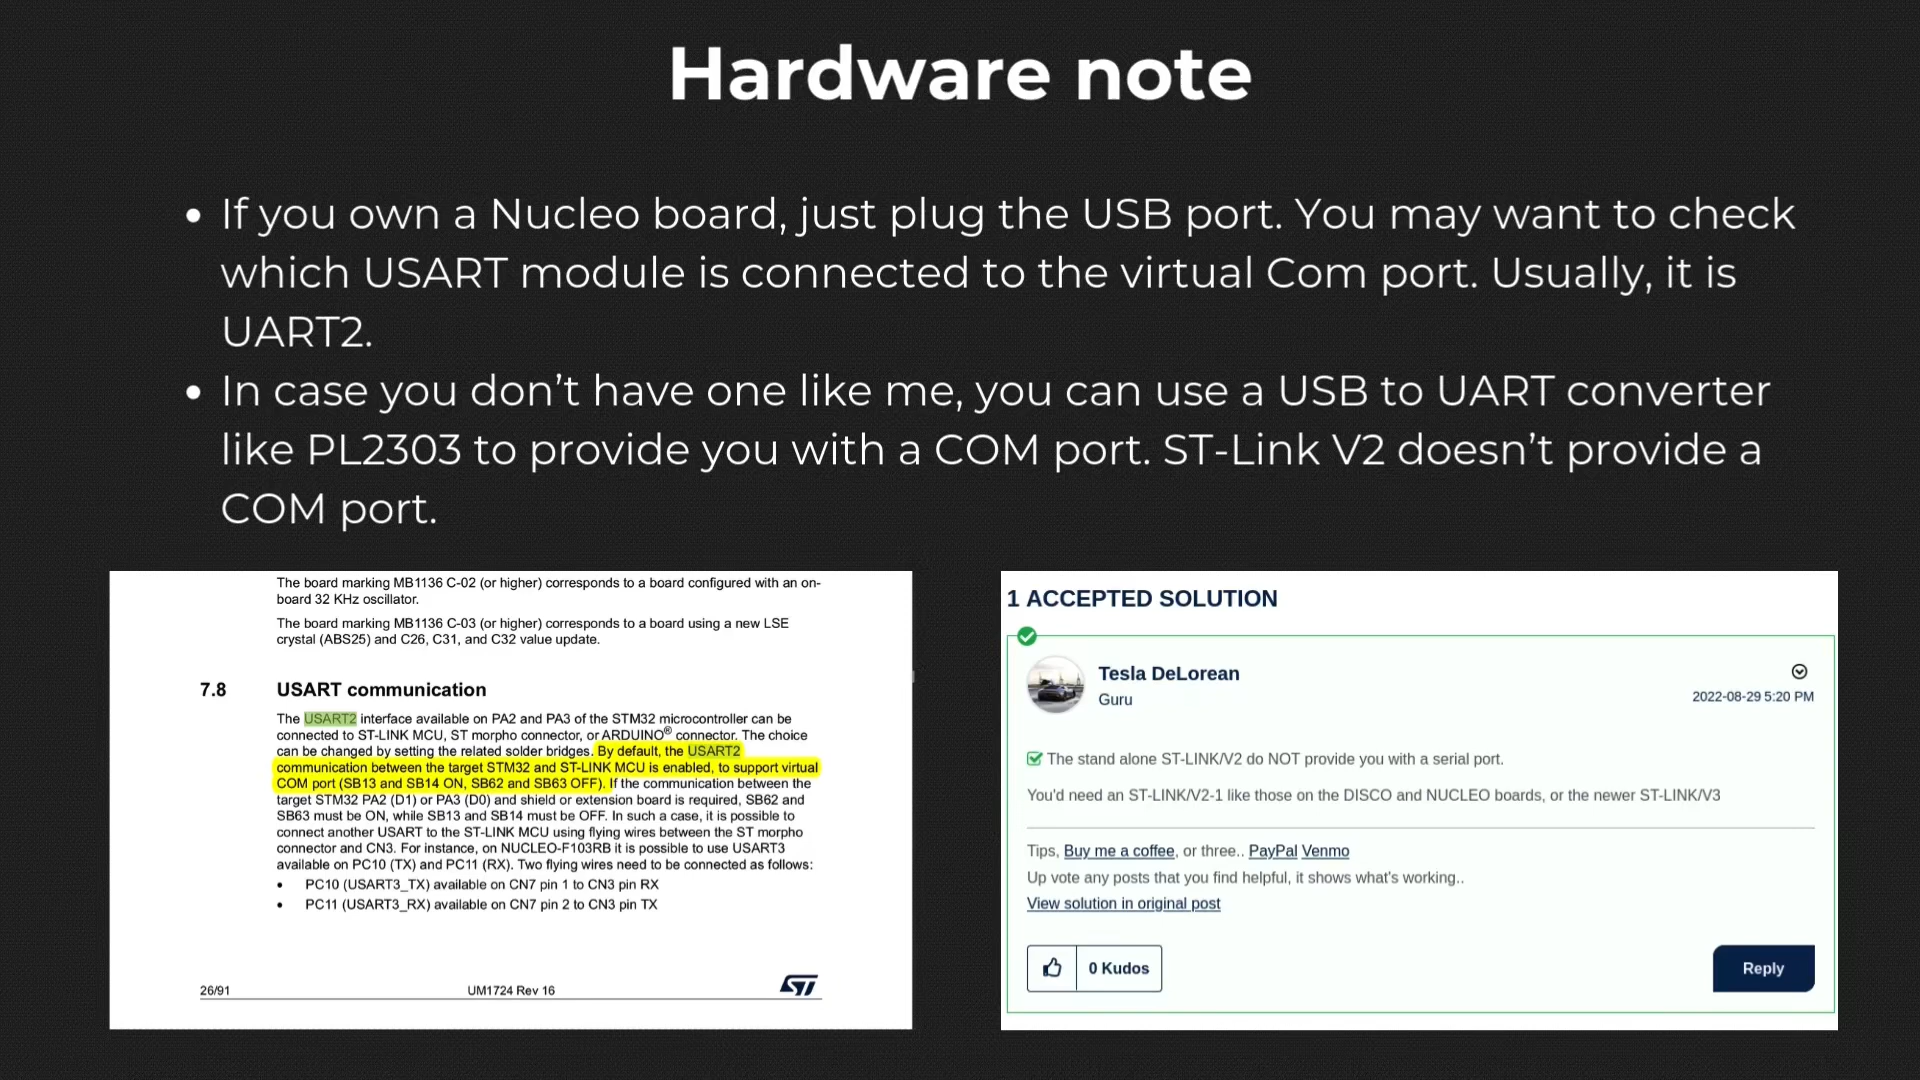 Hardware note
• If you own a Nucleo board, just plug the USB port. You may want to check
which USART module is connected to the virtual Com port. Usually, it is
UART2.
• In case you don’t have one like me, you can use a USB to UART converter
like PL2303 to provide you with a COM port. ST-Link V2 doesn’t provide a
COM port.
The board marking MB1136 C-02 (or higher) corresponds to a board configured with an on-
board 32 KHz oscillator.
The board marking MB1136 C-03 (or higher) corresponds to a board using a new LSE
crystal (ABS25) and C26, C31, and C32 value update.
7.8 USART communication
The USART2 interface available on PA2 and PA3 of the STM32 microcontroller can be
connected to ST-LINK MCU, ST morpho connector, or ARDUINO® connector. The choice
can be changed by setting the related solder bridges. By default, the USART2
communication between the target STM32 and ST-LINK MCU is enabled, to support virtual
COM port (SB13 and SB14 ON, SB62 and SB63 OFF). If the communication between the
target STM32 PA2 (D1) or PA3 (D0) and shield or extension board is required, SB62 and
SB63 must be ON, while SB13 and SB14 must be OFF. In such a case, it is possible to
connect another USART to the ST-LINK MCU using flying wires between the ST morpho
connector and CN3. For instance, on NUCLEO-F103RB it is possible to use USART3
available on PC10 (TX) and PC11 (RX). Two flying wires need to be connected as follows:
• PC10 (USART3_TX) available on CN7 pin 1 to CN3 pin RX
• PC11 (USART3_RX) available on CN7 pin 2 to CN3 pin TX
26/91 UM1724 Rev 16 ST
1 ACCEPTED SOLUTION
Tesla DeLorean
Guru
2022-08-29 5:20 PM
The stand alone ST-LINK/V2 do NOT provide you with a serial port.
You'd need an ST-LINK/V2-1 like those on the DISCO and NUCLEO boards, or the newer ST-LINK/V3
Tips, Buy me a coffee, or three.. PayPal Venmo
Up vote any posts that you find helpful, it shows what's working..
View solution in original post
0 Kudos
Reply